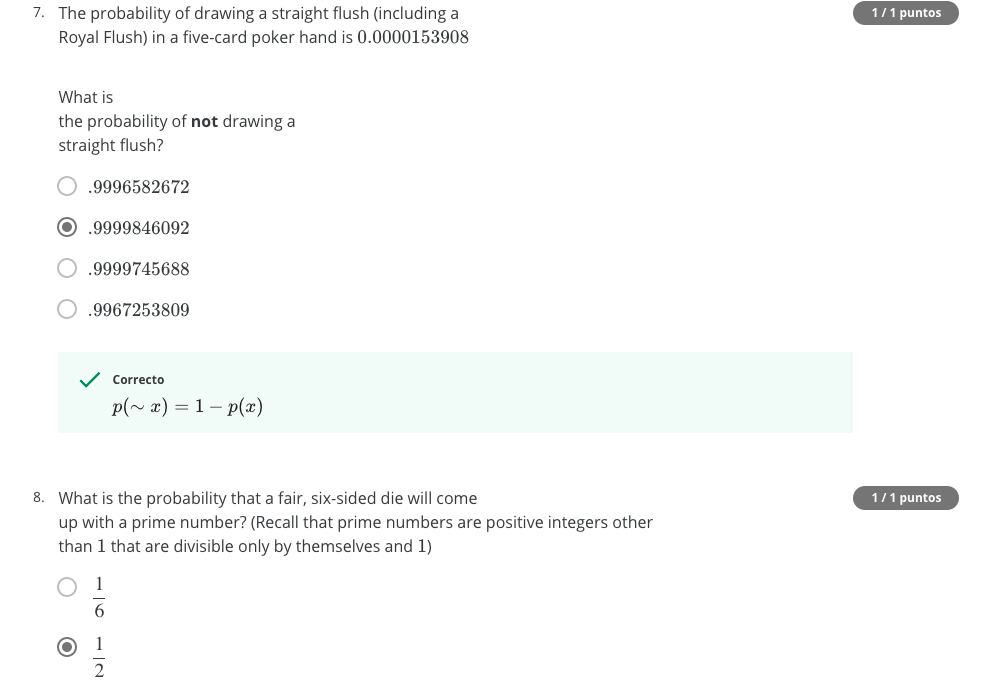 7. The probability of drawing a straight flush (including a
1 / 1 puntos
Royal Flush) in a five-card poker hand is 0.0000153908
What is
the probability of not drawing a
straight flush?
.9996582672
.9999846092
.9999745688
.9967253809
Correcto
p(∼ x) = 1 − p(x)
8. What is the probability that a fair, six-sided die will come
1 / 1 puntos
up with a prime number? (Recall that prime numbers are positive integers other
than 1 that are divisible only by themselves and 1)
1
6
1
2